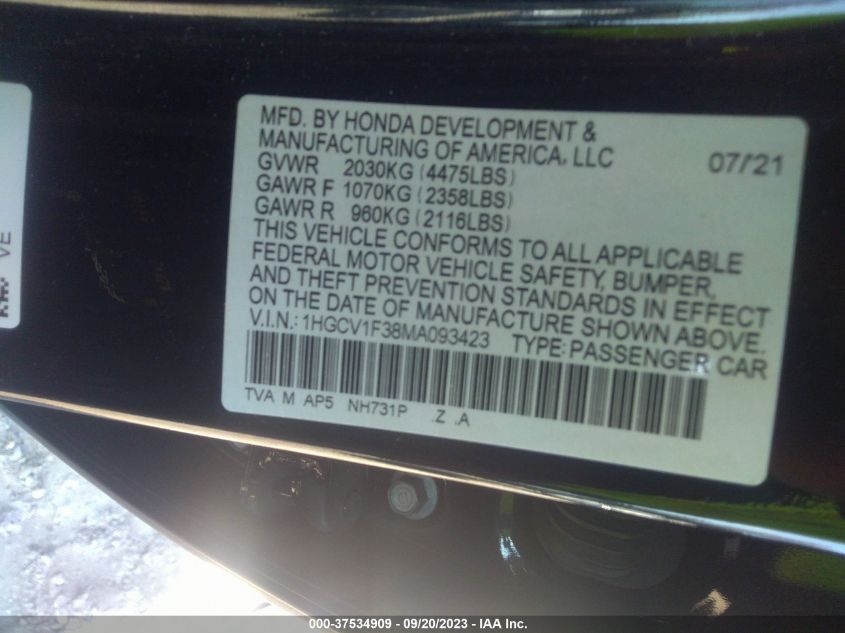 MFD. BY HONDA DEVELOPMENT &
MANUFACTURING OF AMERICA, LLC 07/'21
GVWR 2030KG (4475LBS)
GAWR F 1070KG (2358LBS)
GAWR R 960KG (2116LBS)
THIS VEHICLE CONFORMS TO ALL APPLICABLE
FEDERAL MOTOR VEHICLE SAFETY, BUMPER,
AND THEFT PREVENTION STANDARDS IN EFFECT
ON THE DATE OF MANUFACTURE SHOWN ABOVE.
V.I.N.: 1HGCV1F38MA093423 TYPE: PASSENGER CAR
TVA M AP5 NH731P .Z .A
VE
000-37534909 - 09/20/2023 - IAA Inc.